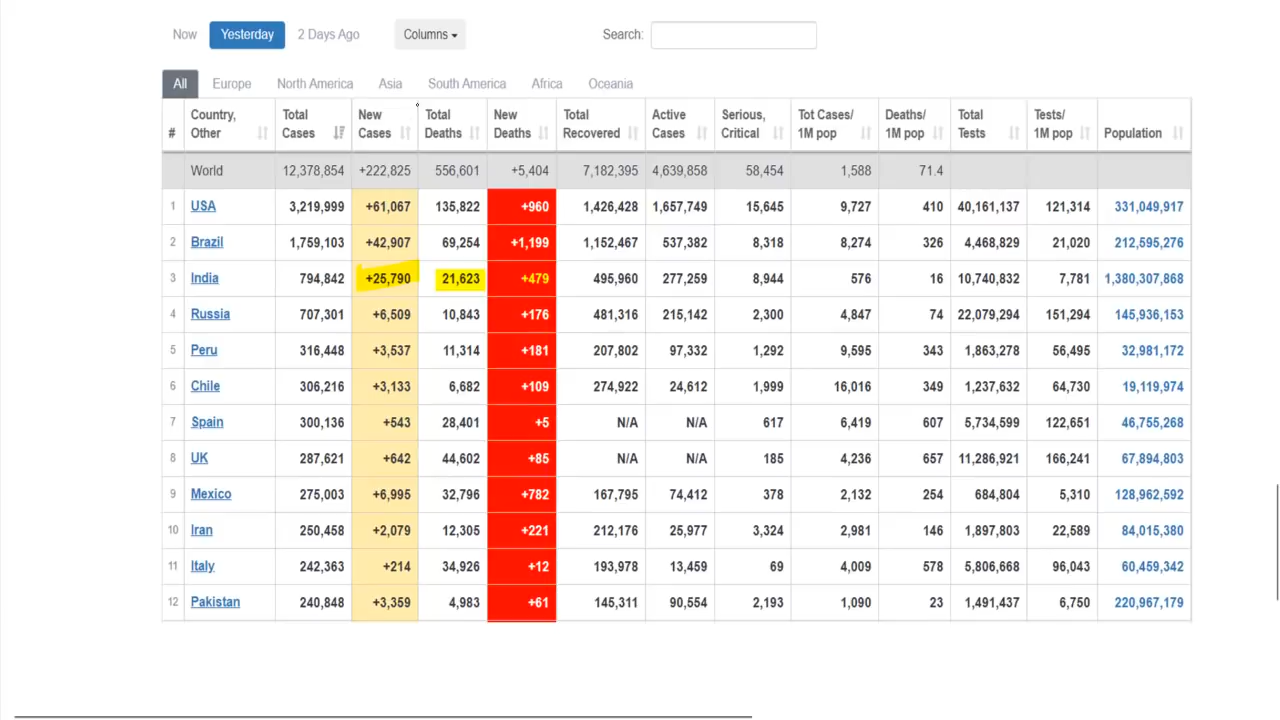 Now Yesterday 2 Days Ago Columns Search:
All Europe North America Asia South America Africa Oceania
# Country, Other Total Cases New Cases Total Deaths New Deaths Total Recovered Active Cases Serious, Critical Tot Cases/ 1M pop Deaths/ 1M pop Total Tests Tests/ 1M pop Population
World 12,378,854 +222,825 556,601 +5,404 7,182,395 4,639,858 58,454 1,588 71.4
1 USA 3,219,999 +61,067 135,822 +960 1,426,428 1,657,749 15,645 9,727 410 40,161,137 121,314 331,049,917
2 Brazil 1,759,103 +42,907 69,254 +1,199 1,152,467 537,382 8,318 8,274 326 4,468,829 21,020 212,595,276
3 India 794,842 +25,790 21,623 +479 495,960 277,259 8,944 576 16 10,740,832 7,781 1,380,307,868
4 Russia 707,301 +6,509 10,843 +176 481,316 215,142 2,300 4,847 74 22,079,294 151,294 145,936,153
5 Peru 316,448 +3,537 11,314 +181 207,802 97,332 1,292 9,595 343 1,863,278 56,495 32,981,172
6 Chile 306,216 +3,133 6,682 +109 274,922 24,612 1,999 16,016 349 1,237,632 64,730 19,119,974
7 Spain 300,136 +543 28,401 +5 N/A N/A 617 6,419 607 5,734,599 122,651 46,755,268
8 UK 287,621 +642 44,602 +85 N/A N/A 185 4,236 657 11,286,921 166,241 67,894,803
9 Mexico 275,003 +6,995 32,796 +782 167,795 74,412 378 2,132 254 684,804 5,310 128,962,592
10 Iran 250,458 +2,079 12,305 +221 212,176 25,977 3,324 2,981 146 1,897,803 22,589 84,015,380
11 Italy 242,363 +214 34,926 +12 193,978 13,459 69 4,009 578 5,806,668 96,043 60,459,342
12 Pakistan 240,848 +3,359 4,983 +61 145,311 90,554 2,193 1,090 23 1,491,437 6,750 220,967,179